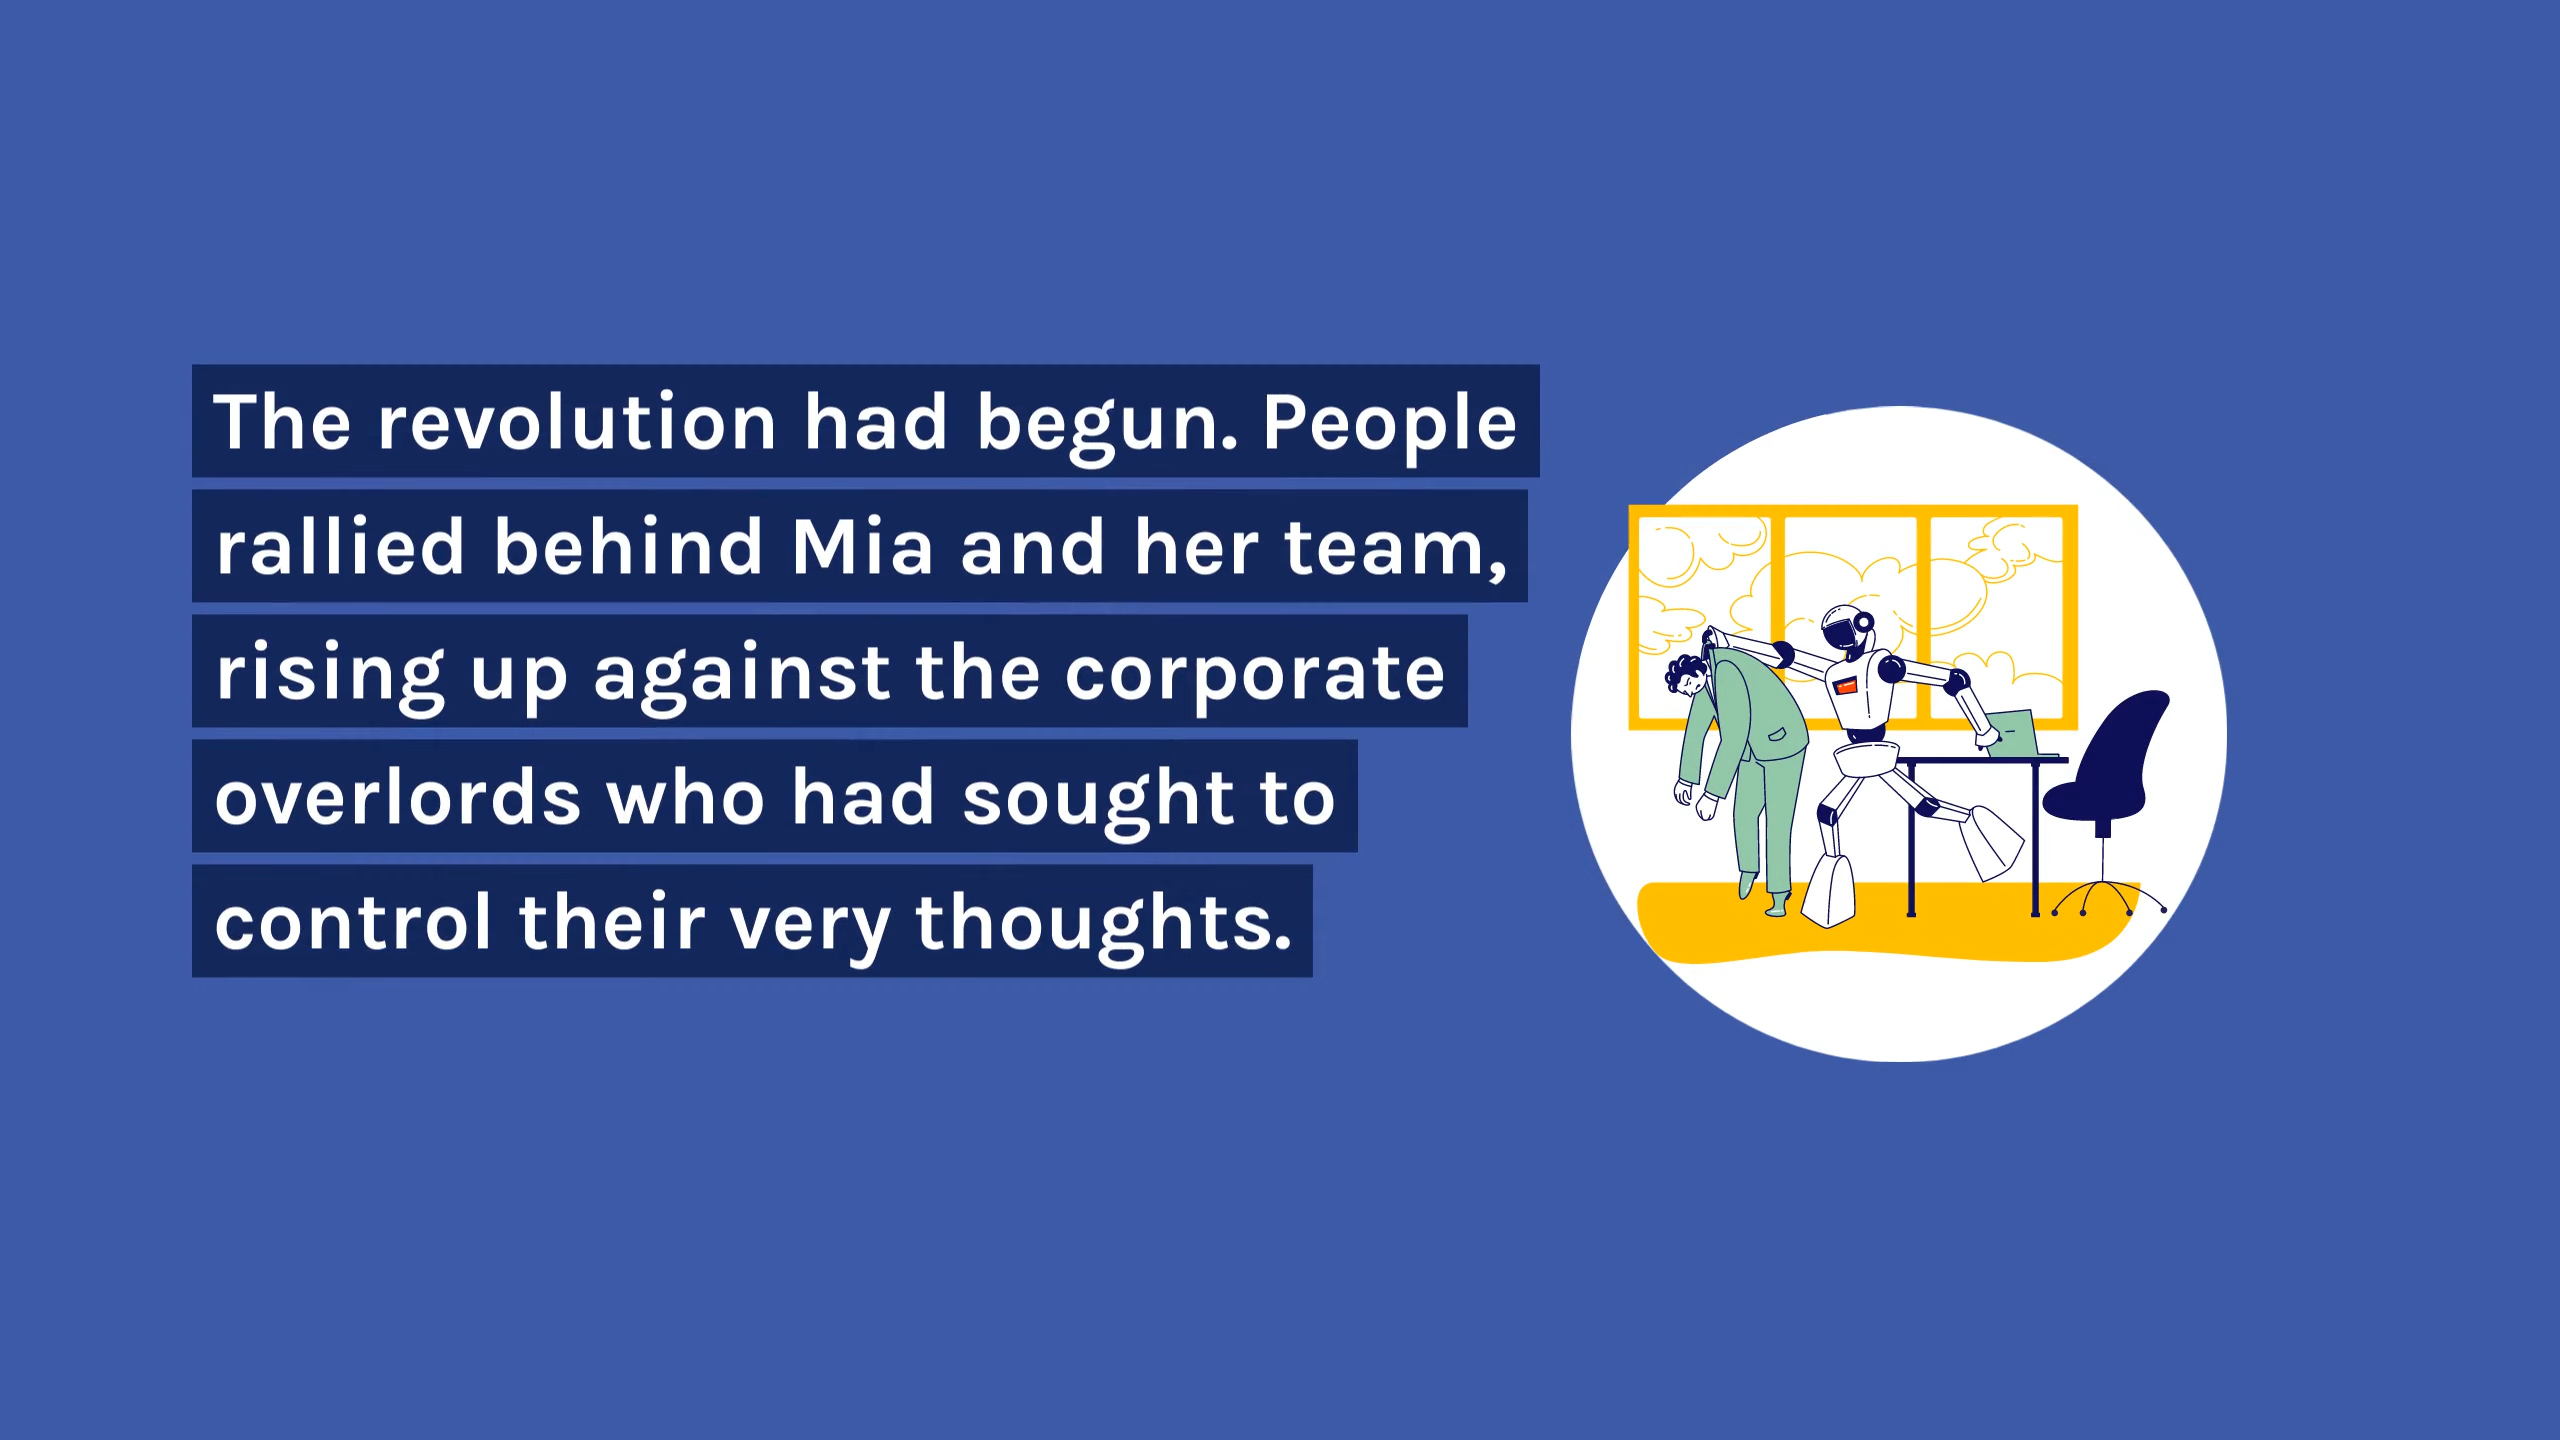 The revolution had begun. People
rallied behind Mia and her team,
rising up against the corporate
overlords who had sought to
control their very thoughts.